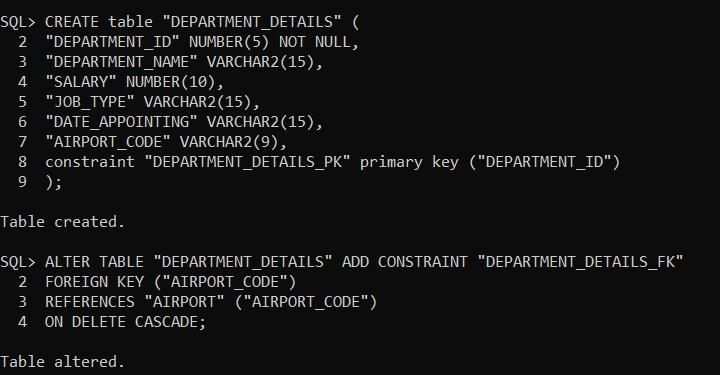 SQL> CREATE table "DEPARTMENT_DETAILS" (
2 "DEPARTMENT_ID" NUMBER(5) NOT NULL,
3 "DEPARTMENT_NAME" VARCHAR2(15),
4 "SALARY" NUMBER(10),
5 "JOB_TYPE" VARCHAR2(15),
6 "DATE_APPOINTING" VARCHAR2(15),
7 "AIRPORT_CODE" VARCHAR2(9),
8 constraint "DEPARTMENT_DETAILS_PK" primary key ("DEPARTMENT_ID")
9 );
Table created.
SQL> ALTER TABLE "DEPARTMENT_DETAILS" ADD CONSTRAINT "DEPARTMENT_DETAILS_FK"
2 FOREIGN KEY ("AIRPORT_CODE")
3 REFERENCES "AIRPORT" ("AIRPORT_CODE")
4 ON DELETE CASCADE;
Table altered.